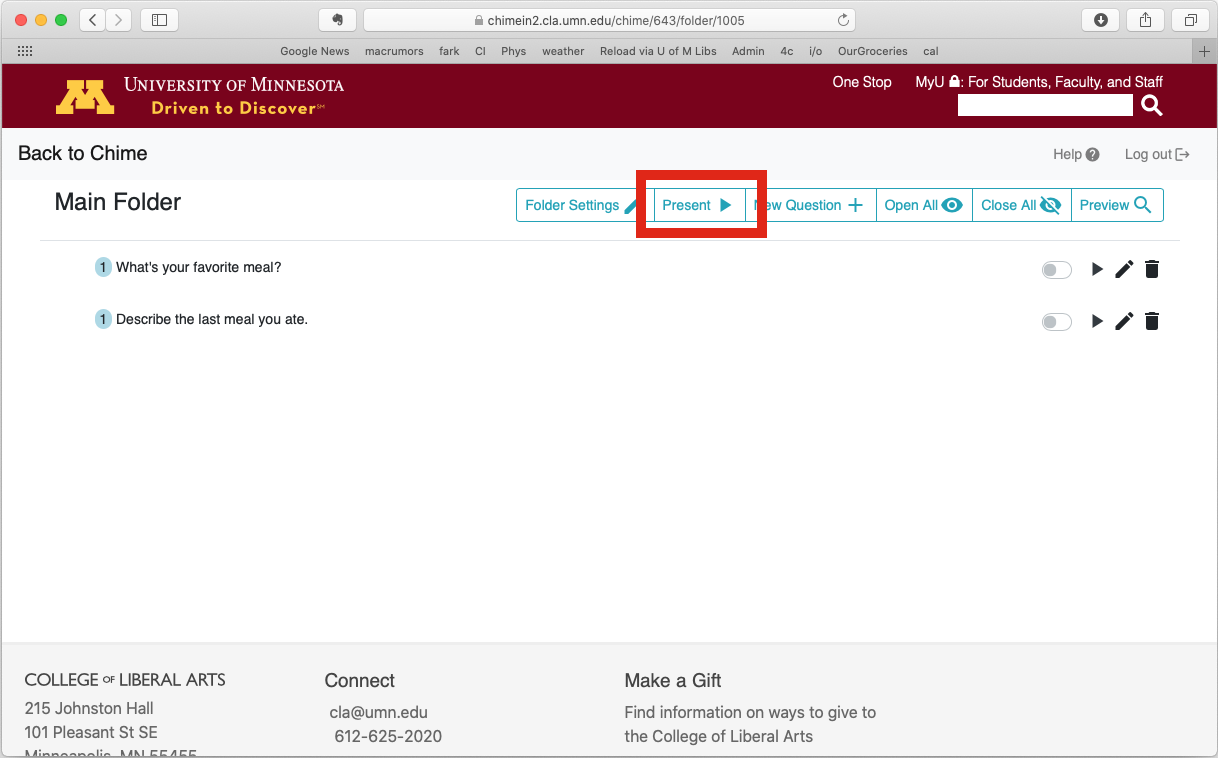 chimein2.cla.umn.edu/chime/643/folder/1005
Google News macrumors fark CI Phys weather Reload via U of M Libs Admin 4c i/o OurGroceries cal
University of Minnesota
Driven to Discover℠
One Stop MyU : For Students, Faculty, and Staff
Back to Chime
Help Log out
Main Folder
Folder Settings Present New Question Open All Close All Preview
1 What's your favorite meal?
1 Describe the last meal you ate.
COLLEGE OF LIBERAL ARTS
215 Johnston Hall
101 Pleasant St SE
Minneapolis, MN 55455
Connect
cla@umn.edu
612-625-2020
Make a Gift
Find information on ways to give to
the College of Liberal Arts